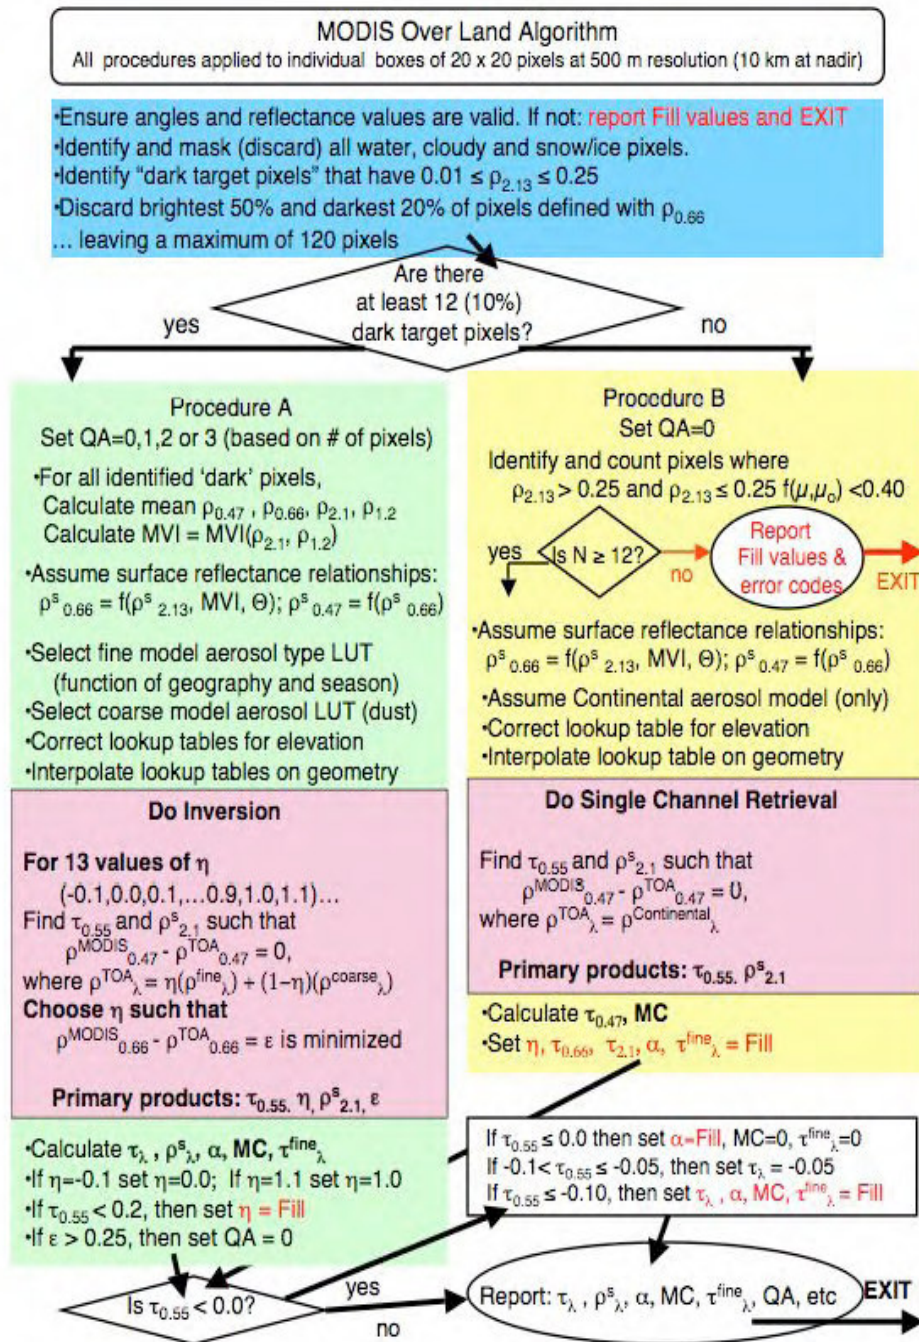 MODIS Over Land Algorithm
All procedures applied to individual boxes of 20 x 20 pixels at 500 m resolution (10 km at nadir)
•Ensure angles and reflectance values are valid. If not: report Fill values and EXIT
•Identify and mask (discard) all water, cloudy and snow/ice pixels.
•Identify “dark target pixels” that have 0.01 ≤ ρ2.13 ≤ 0.25
•Discard brightest 50% and darkest 20% of pixels defined with ρ0.66
... leaving a maximum of 120 pixels
Are there
at least 12 (10%)
dark target pixels?
yes
no
Procedure A
Set QA=0,1,2 or 3 (based on # of pixels)
•For all identified ‘dark’ pixels,
Calculate mean ρ0.47 , ρ0.66, ρ2.1, ρ1.2
Calculate MVI = MVI(ρ2.1, ρ1.2)
•Assume surface reflectance relationships:
ρs 0.66 = f(ρs 2.13, MVI, Θ); ρs 0.47 = f(ρs 0.66)
•Select fine model aerosol type LUT
(function of geography and season)
•Select coarse model aerosol LUT (dust)
•Correct lookup tables for elevation
•Interpolate lookup tables on geometry
Do Inversion
For 13 values of η
(-0.1,0.0,0.1,...0.9,1.0,1.1)...
Find τ0.55 and ρs2.1 such that
ρMODIS0.47 - ρTOA0.47 = 0,
where ρTOAλ = η(ρfineλ) + (1-η)(ρcoarseλ)
Choose η such that
ρMODIS0.66 - ρTOA0.66 = ε is minimized
Primary products: τ0.55, η, ρs2.1, ε
•Calculate τλ , ρsλ, α, MC, τfineλ
•If η=-0.1 set η=0.0; If η=1.1 set η=1.0
•If τ0.55 < 0.2, then set η = Fill
•If ε > 0.25, then set QA = 0
Procedure B
Set QA=0
Identify and count pixels where
ρ2.13 > 0.25 and ρ2.13 ≤ 0.25 f(μ,μo) <0.40
yes
Is N ≥ 12?
no
Report
Fill values &
error codes
EXIT
•Assume surface reflectance relationships:
ρs 0.66 = f(ρs 2.13, MVI, Θ); ρs 0.47 = f(ρs 0.66)
•Assume Continental aerosol model (only)
•Correct lookup table for elevation
•Interpolate lookup table on geometry
Do Single Channel Retrieval
Find τ0.55 and ρs2.1 such that
ρMODIS0.47 - ρTOA0.47 = 0,
where ρTOAλ = ρContinentalλ
Primary products: τ0.55, ρs2.1
•Calculate τ0.47, MC
•Set η, τ0.66, τ2.1, α, τfineλ = Fill
If τ0.55 ≤ 0.0 then set α=Fill, MC=0, τfineλ=0
If -0.1< τ0.55 ≤ -0.05, then set τλ = -0.05
If τ0.55 ≤ -0.10, then set τλ , α, MC, τfineλ = Fill
Is τ0.55 < 0.0?
yes
no
Report: τλ , ρsλ, α, MC, τfineλ, QA, etc
EXIT